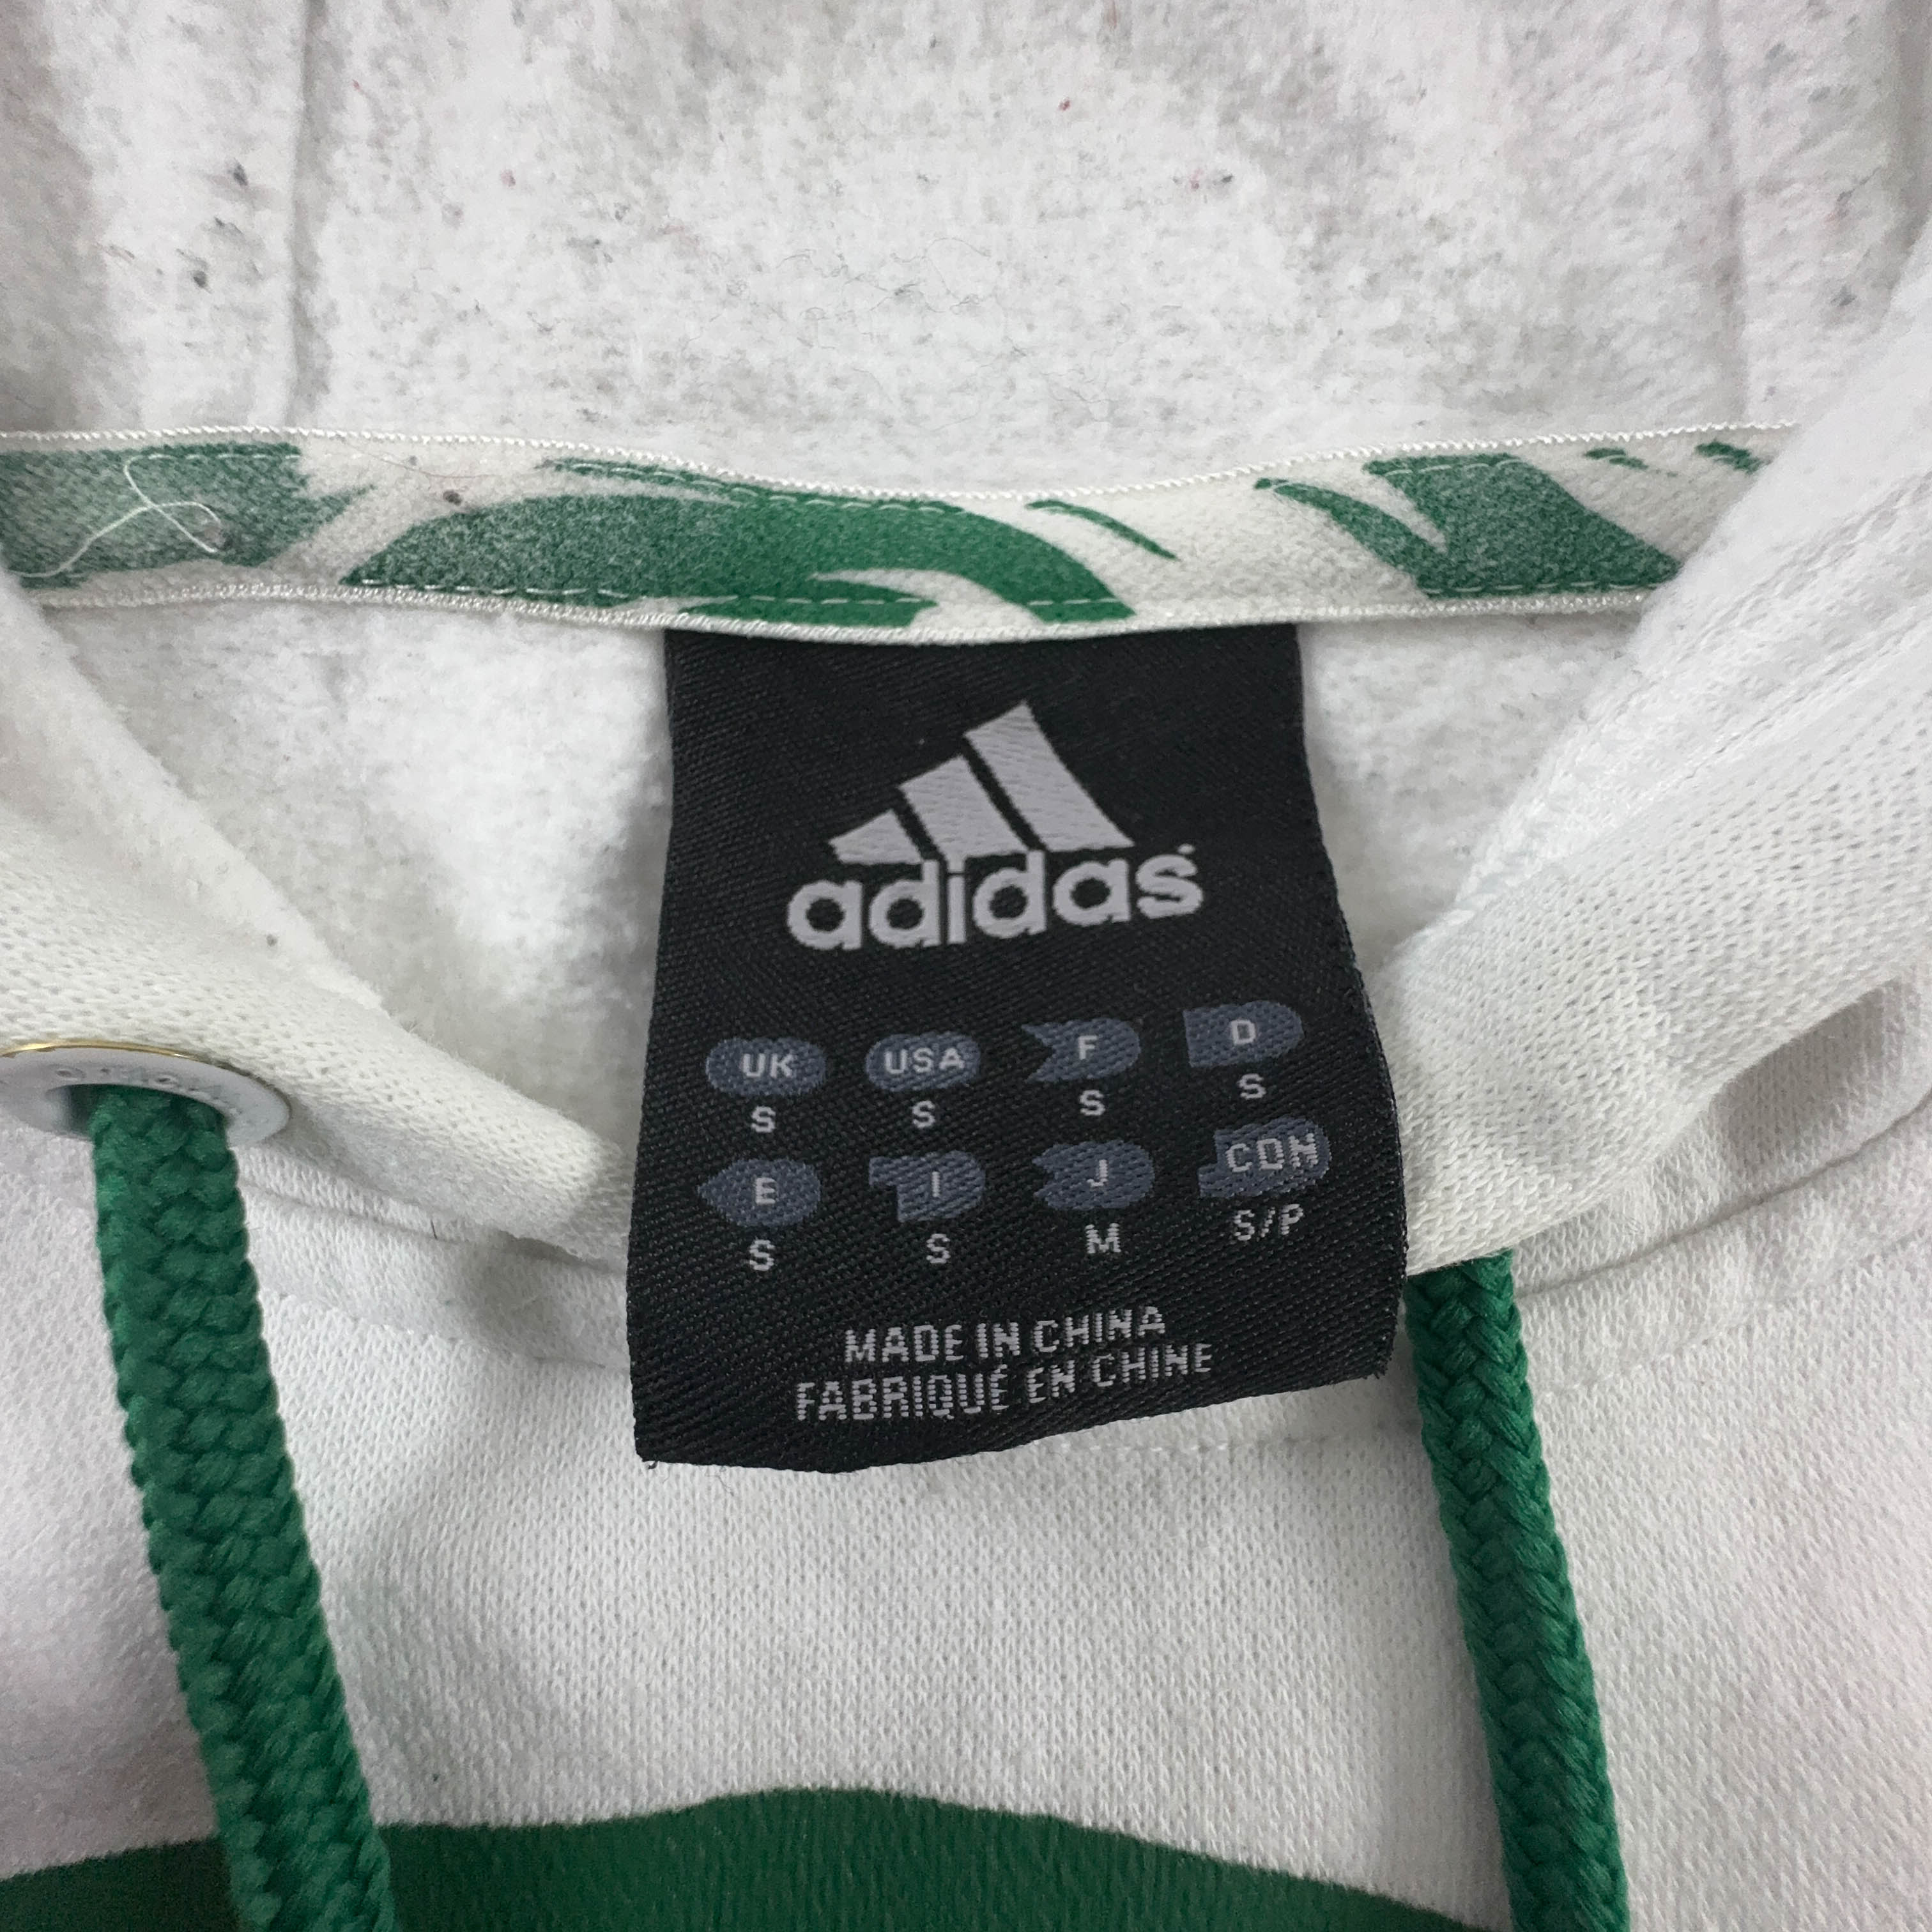 adidas
UK USA F D
S S S S
E I J CDN
S S M S/P
MADE IN CHINA
FABRIQUÉ EN CHINE